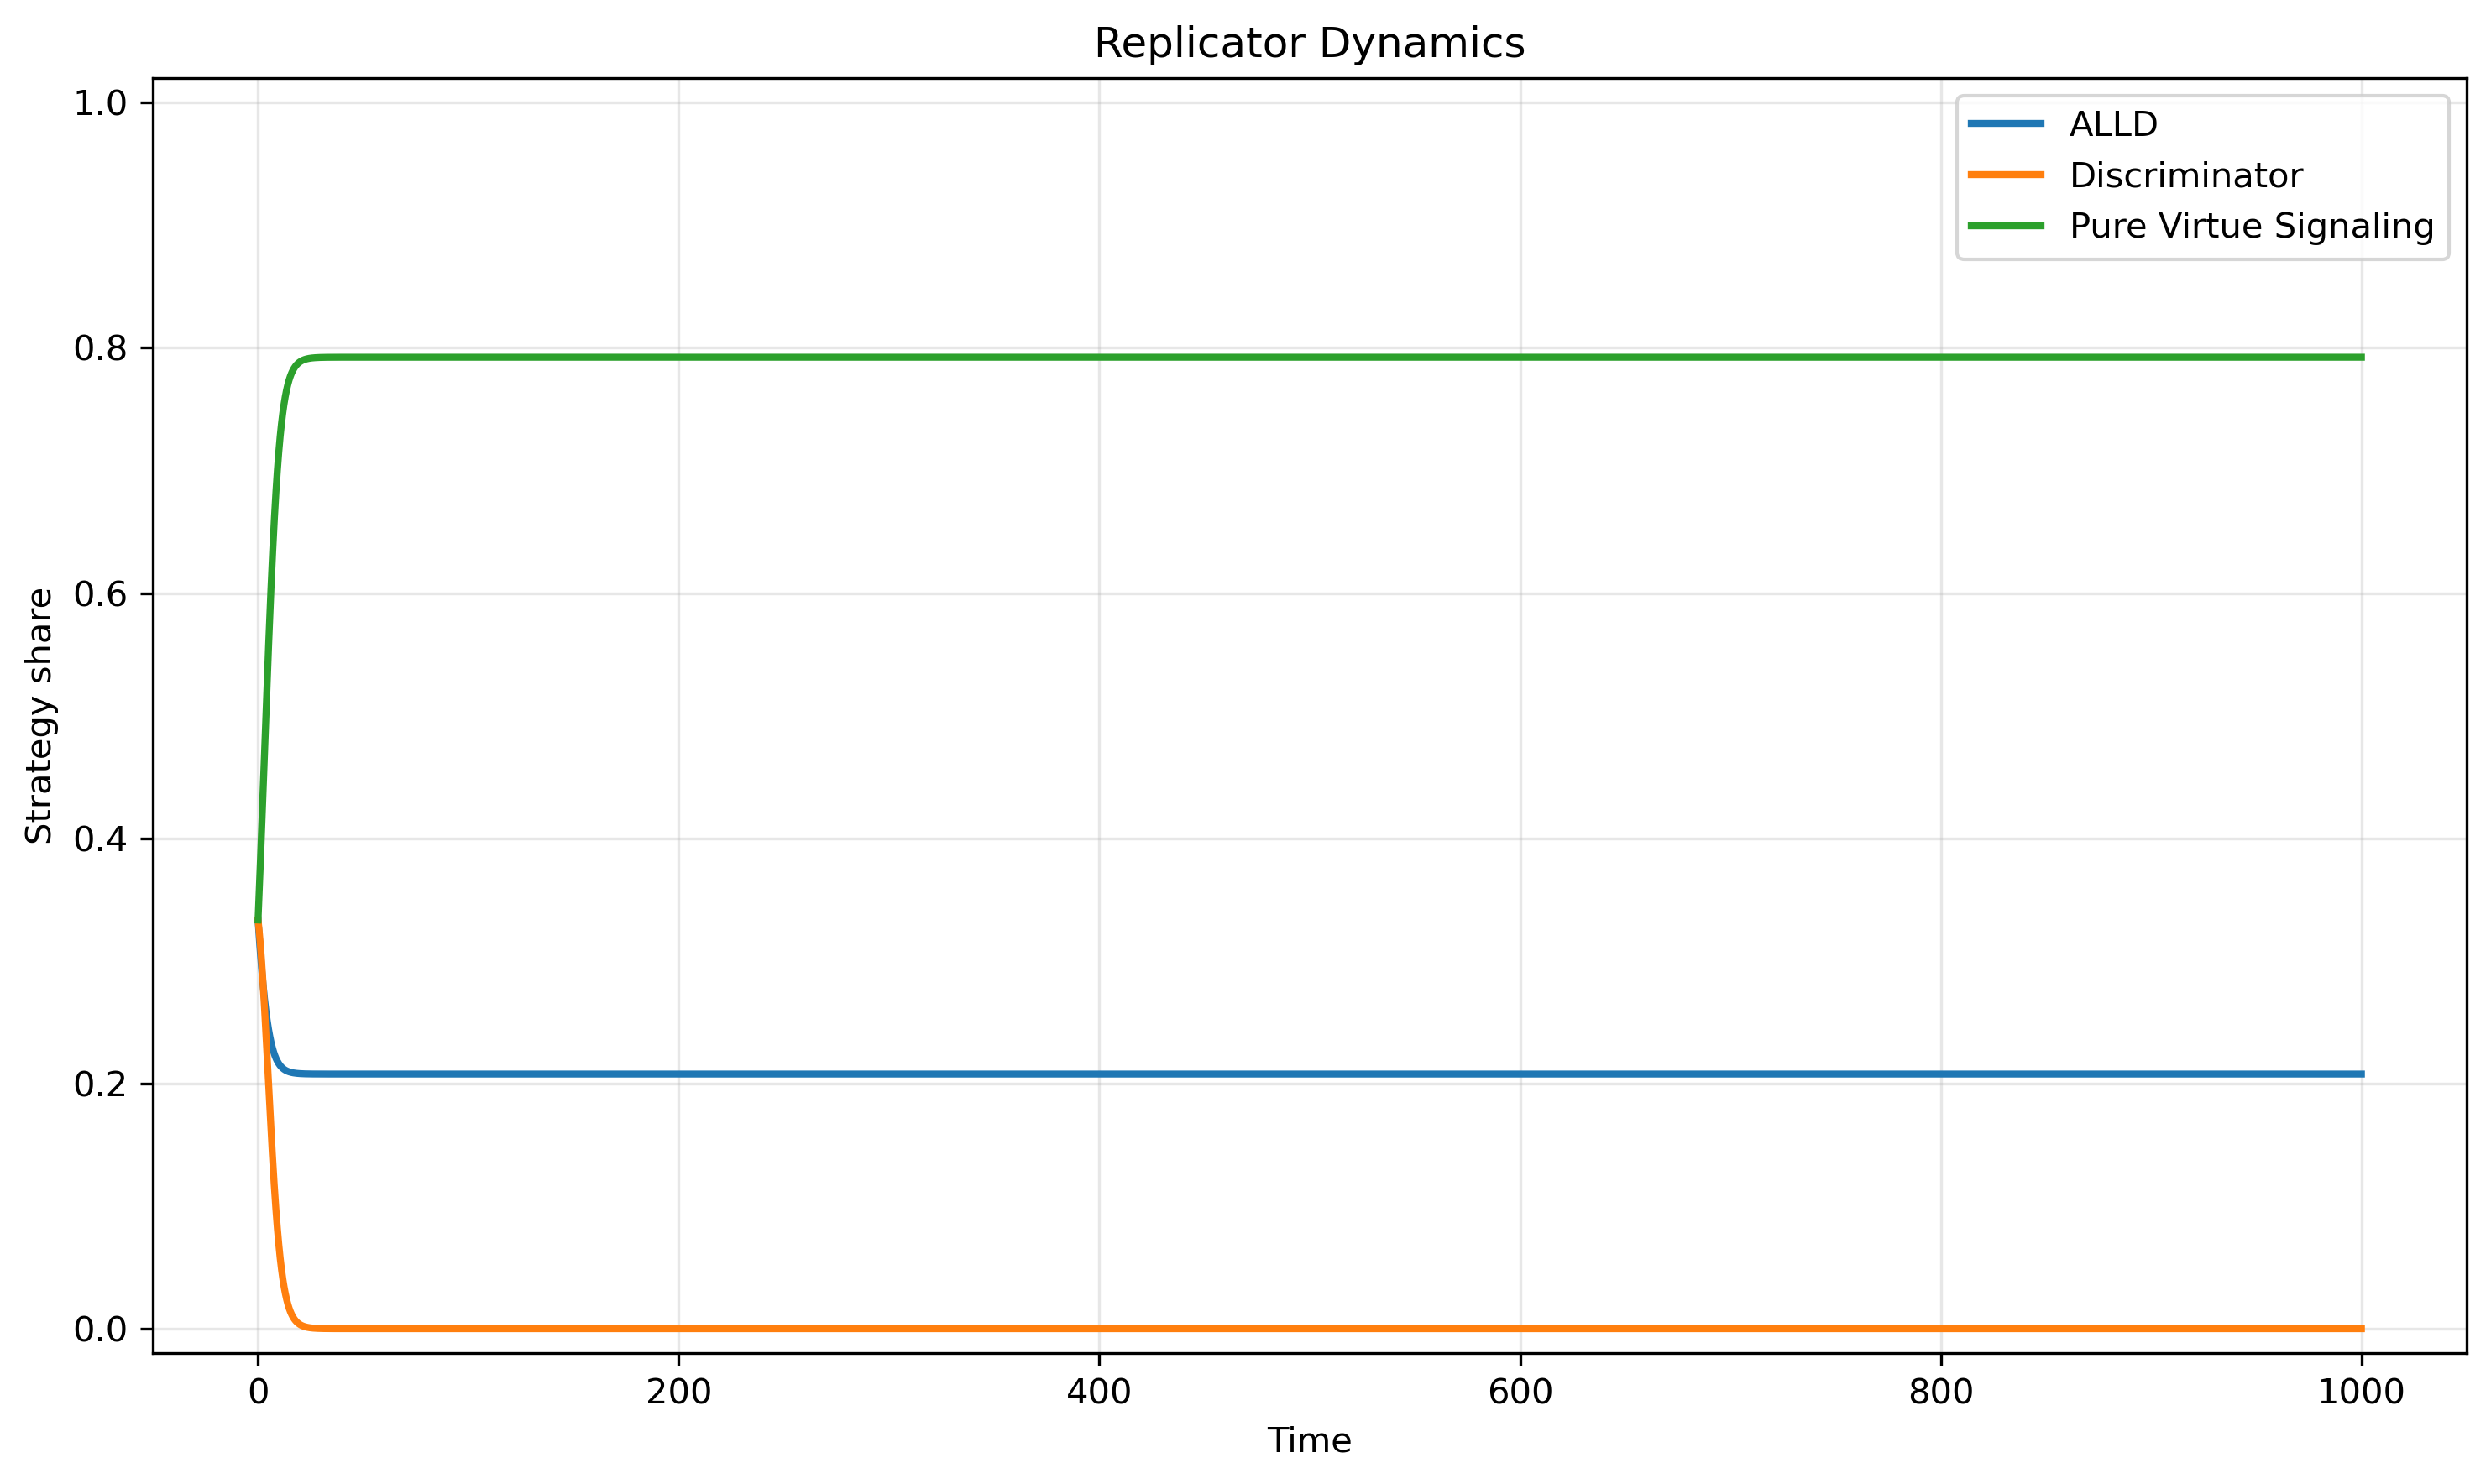 Replicator Dynamics
ALLD
Discriminator
Pure Virtue Signaling
Strategy share
1.0
0.8
0.6
0.4
0.2
0.0
0 200 400 600 800 1000
Time